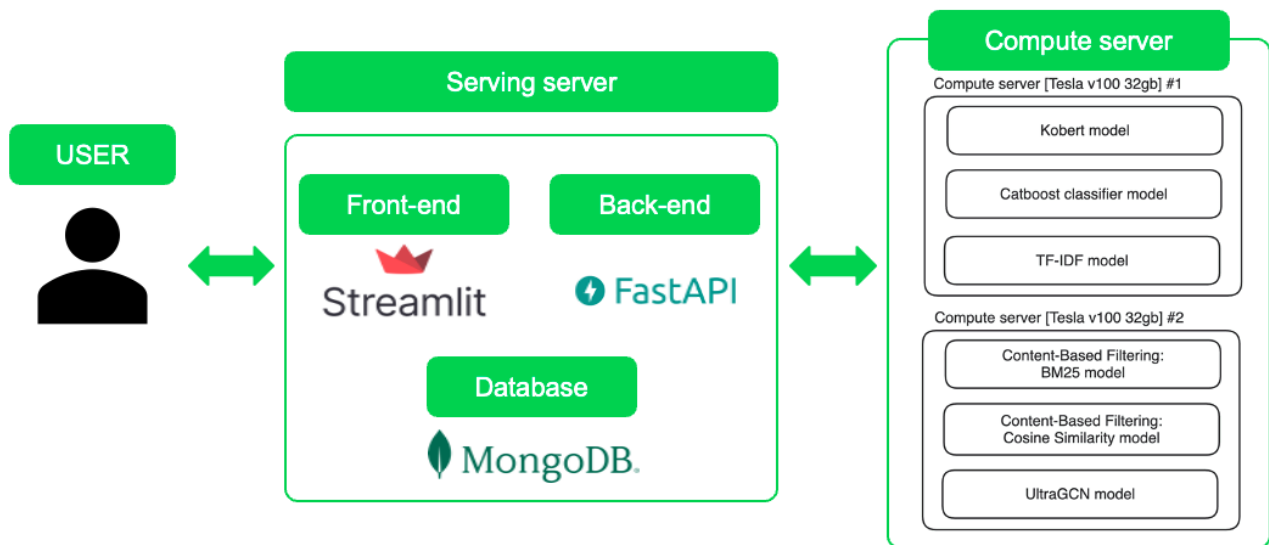 USER
Serving server
Front-end
Back-end
Streamlit
FastAPI
Database
MongoDB®
Compute server
Compute server [Tesla v100 32gb] #1
Kobert model
Catboost classifier model
TF-IDF model
Compute server [Tesla v100 32gb] #2
Content-Based Filtering:
BM25 model
Content-Based Filtering:
Cosine Similarity model
UltraGCN model